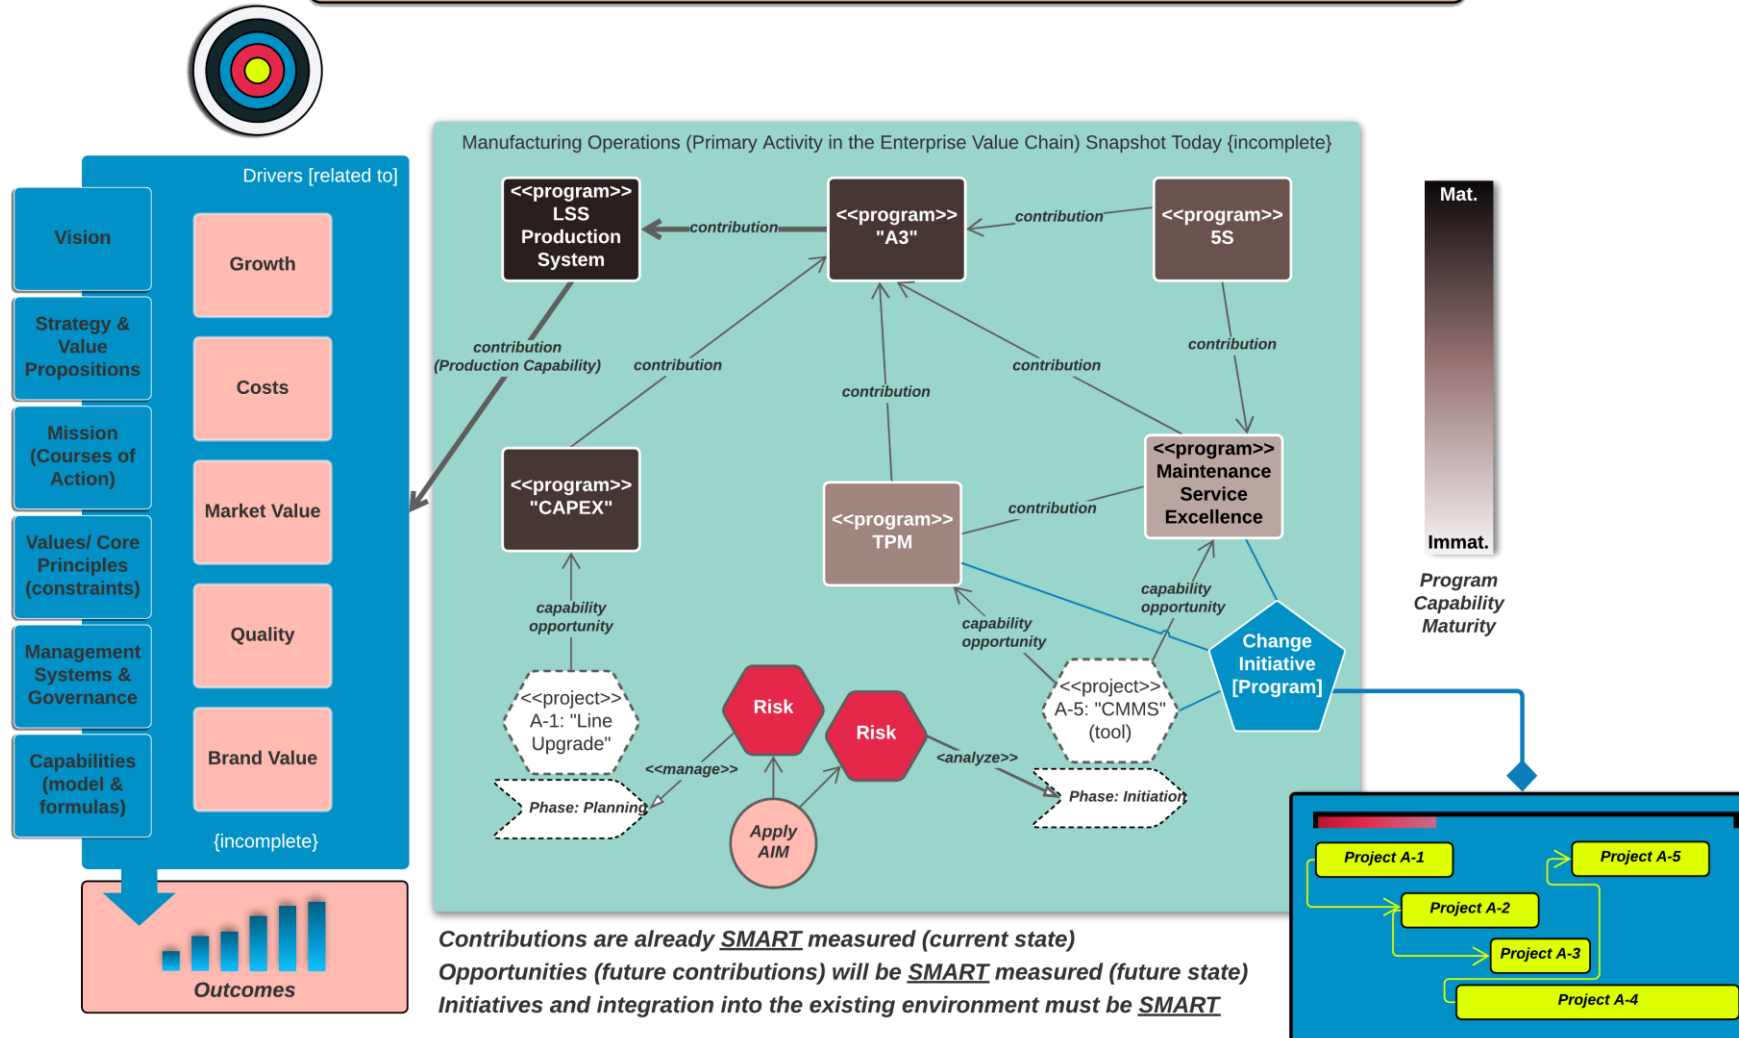 Manufacturing Operations (Primary Activity in the Enterprise Value Chain) Snapshot Today {incomplete}
Drivers [related to]
Vision
Strategy &
Value
Propositions
Mission
(Courses of
Action)
Values/ Core
Principles
(constraints)
Management
Systems &
Governance
Capabilities
(model &
formulas)
Growth
Costs
Market Value
Quality
Brand Value
{incomplete}
Outcomes
<<program>>
LSS
Production
System
contribution
<<program>>
"A3"
contribution
<<program>>
5S
contribution
(Production Capability)
contribution
contribution
contribution
contribution
<<program>>
"CAPEX"
<<program>>
TPM
contribution
<<program>>
Maintenance
Service
Excellence
capability
opportunity
capability
opportunity
capability
opportunity
<<project>>
A-1: "Line
Upgrade"
Phase: Planning
<<manage>>
Risk
Risk
Apply
AIM
<analyze>>
<<project>>
A-5: "CMMS"
(tool)
Phase: Initiation
Change
Initiative
[Program]
Mat.
Immat.
Program
Capability
Maturity
Project A-1
Project A-5
Project A-2
Project A-3
Project A-4
Contributions are already SMART measured (current state)
Opportunities (future contributions) will be SMART measured (future state)
Initiatives and integration into the existing environment must be SMART